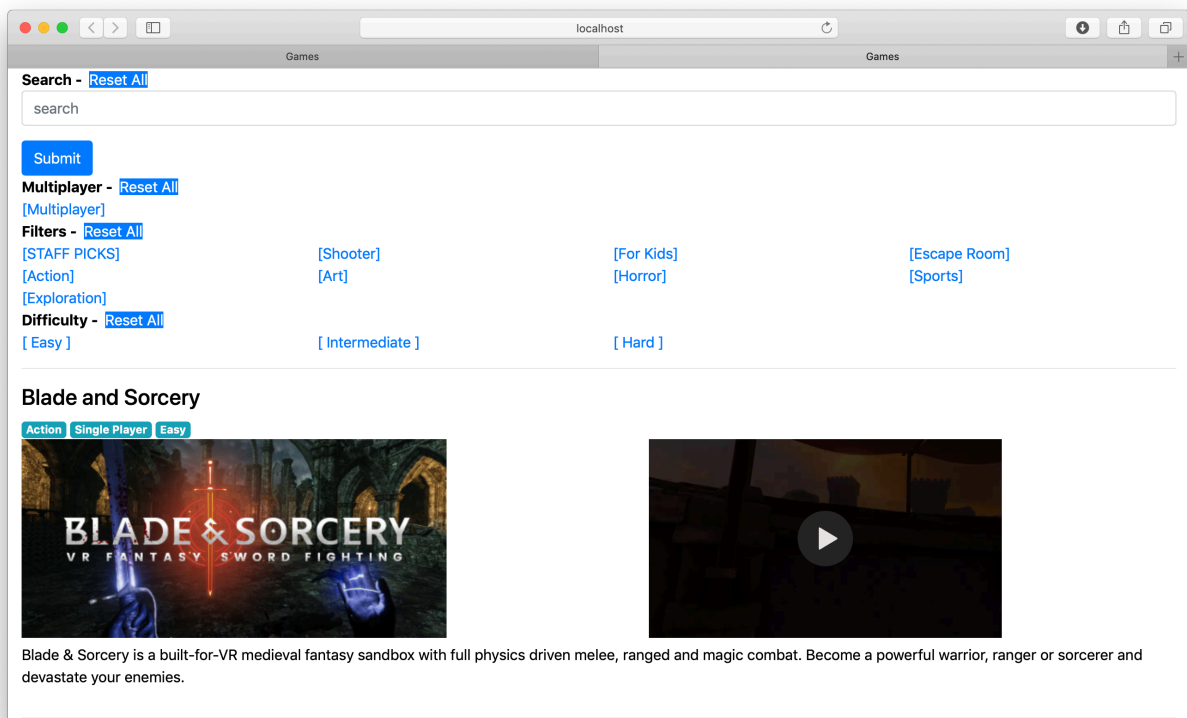 localhost
Games
Games
Search - Reset All
search
Submit
Multiplayer - Reset All
[Multiplayer]
Filters - Reset All
[STAFF PICKS] [Shooter] [For Kids] [Escape Room]
[Action] [Art] [Horror] [Sports]
[Exploration]
Difficulty - Reset All
[ Easy ] [ Intermediate ] [ Hard ]
Blade and Sorcery
Action Single Player Easy
BLADE & SORCERY
VR FANTASY SWORD FIGHTING
Blade & Sorcery is a built-for-VR medieval fantasy sandbox with full physics driven melee, ranged and magic combat. Become a powerful warrior, ranger or sorcerer and
devastate your enemies.